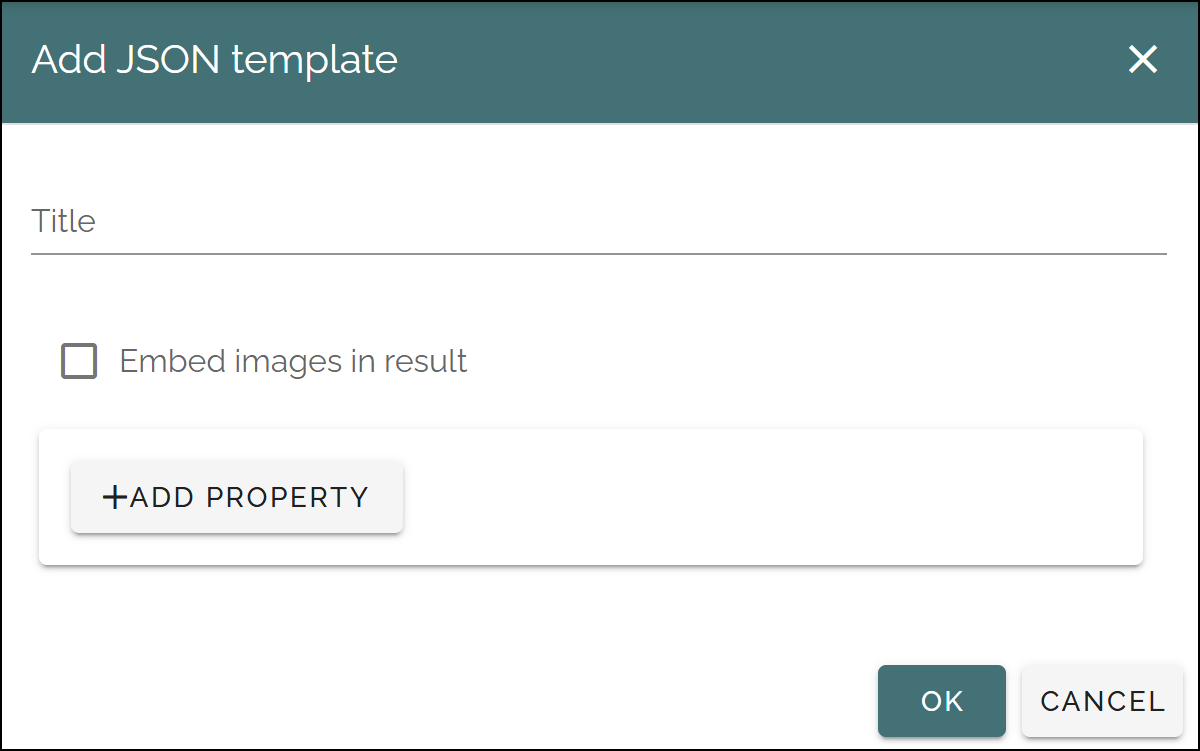 Add JSON template
Title
Embed images in result
+ADD PROPERTY
OK
CANCEL